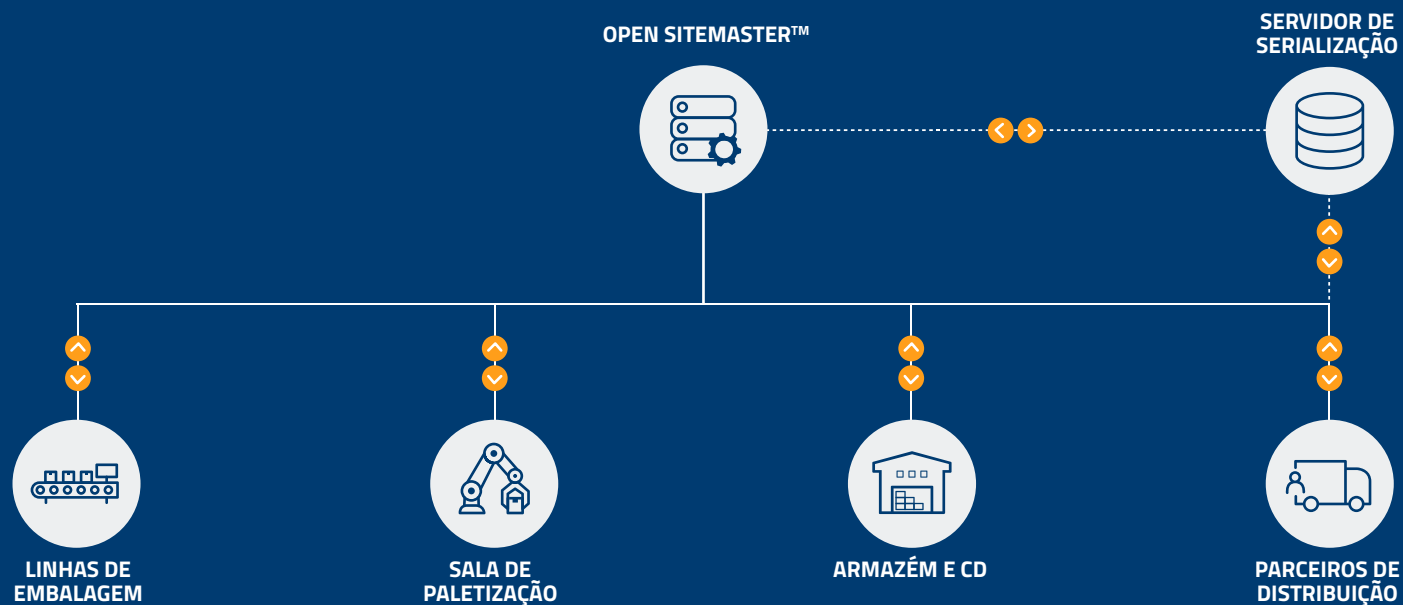 OPEN SITEMASTER™
SERVIDOR DE
SERIALIZAÇÃO
LINHAS DE
EMBALAGEM
SALA DE
PALETIZAÇÃO
ARMAZÉM E CD
PARCEIROS DE
DISTRIBUIÇÃO